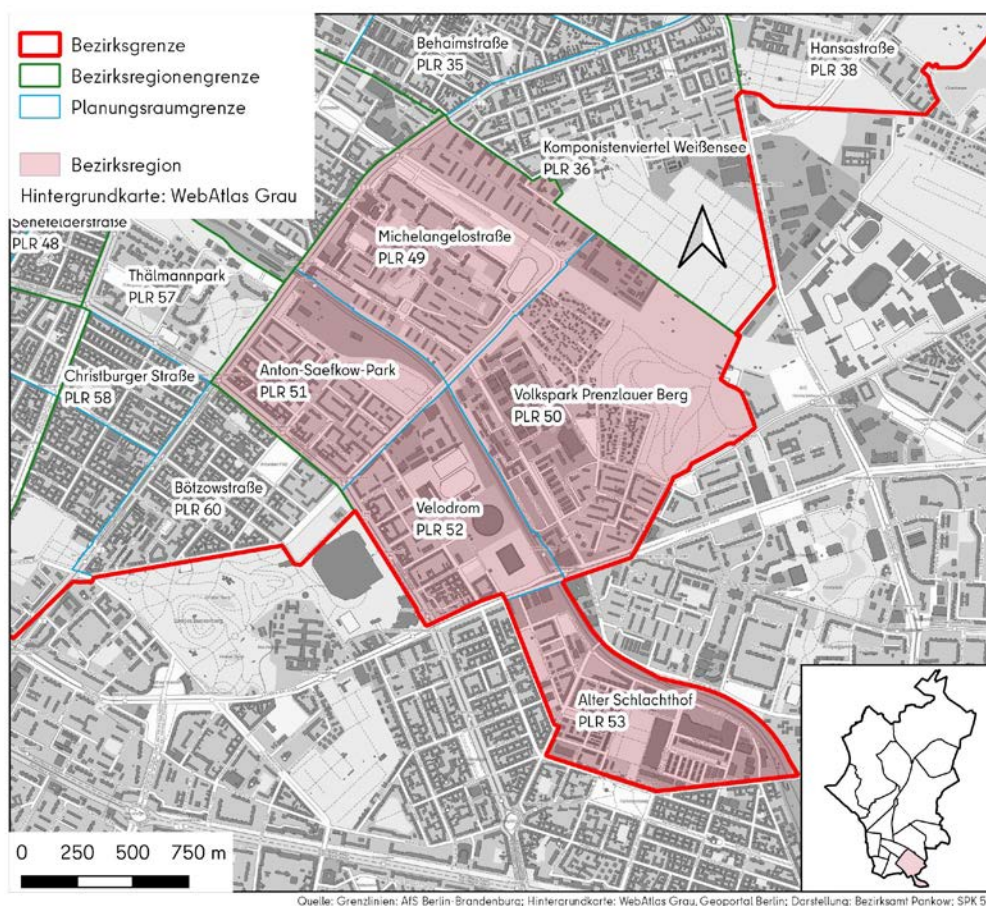 Bezirksgrenze
Bezirksregionengrenze
Planungsraumgrenze
Bezirksregion
Hintergrundkarte: WebAtlas Grau
Behaimstraße
PLR 35
Hansastraße
PLR 38
Komponistenviertel Weißensee
PLR 36
Senefelderstraße
PLR 48
Michelangelostraße
PLR 49
Thälmannpark
PLR 57
Anton-Saefkow-Park
PLR 51
Christburger Straße
PLR 58
Volkspark Prenzlauer Berg
PLR 50
Bötzowstraße
PLR 60
Velodrom
PLR 52
Alter Schlachthof
PLR 53
0 250 500 750 m
Quelle: Grenzlinien: AfS Berlin-Brandenburg; Hintergrundkarte: WebAtlas Grau, Geoportal Berlin; Darstellung: Bezirksamt Pankow; SPK 5